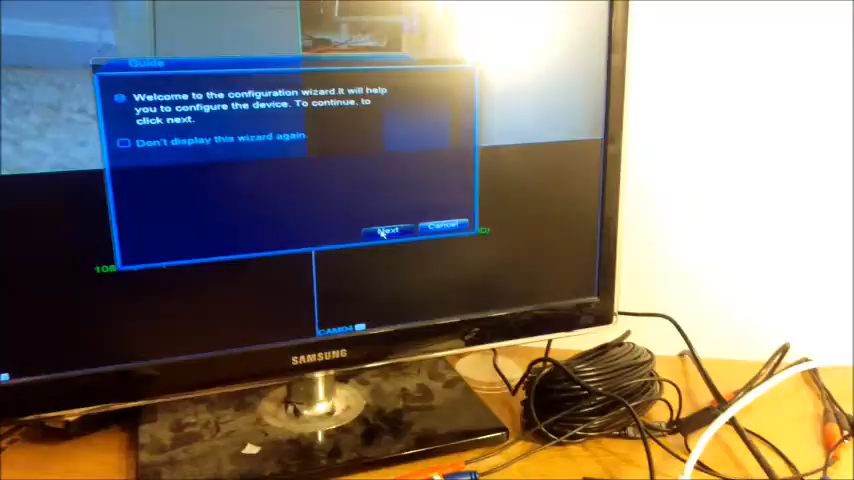 Guide
Welcome to the configuration wizard.It will help
you to configure the device. To continue, to
click next.
Don't display this wizard again.
Next
Cancel
CAM04
SAMSUNG